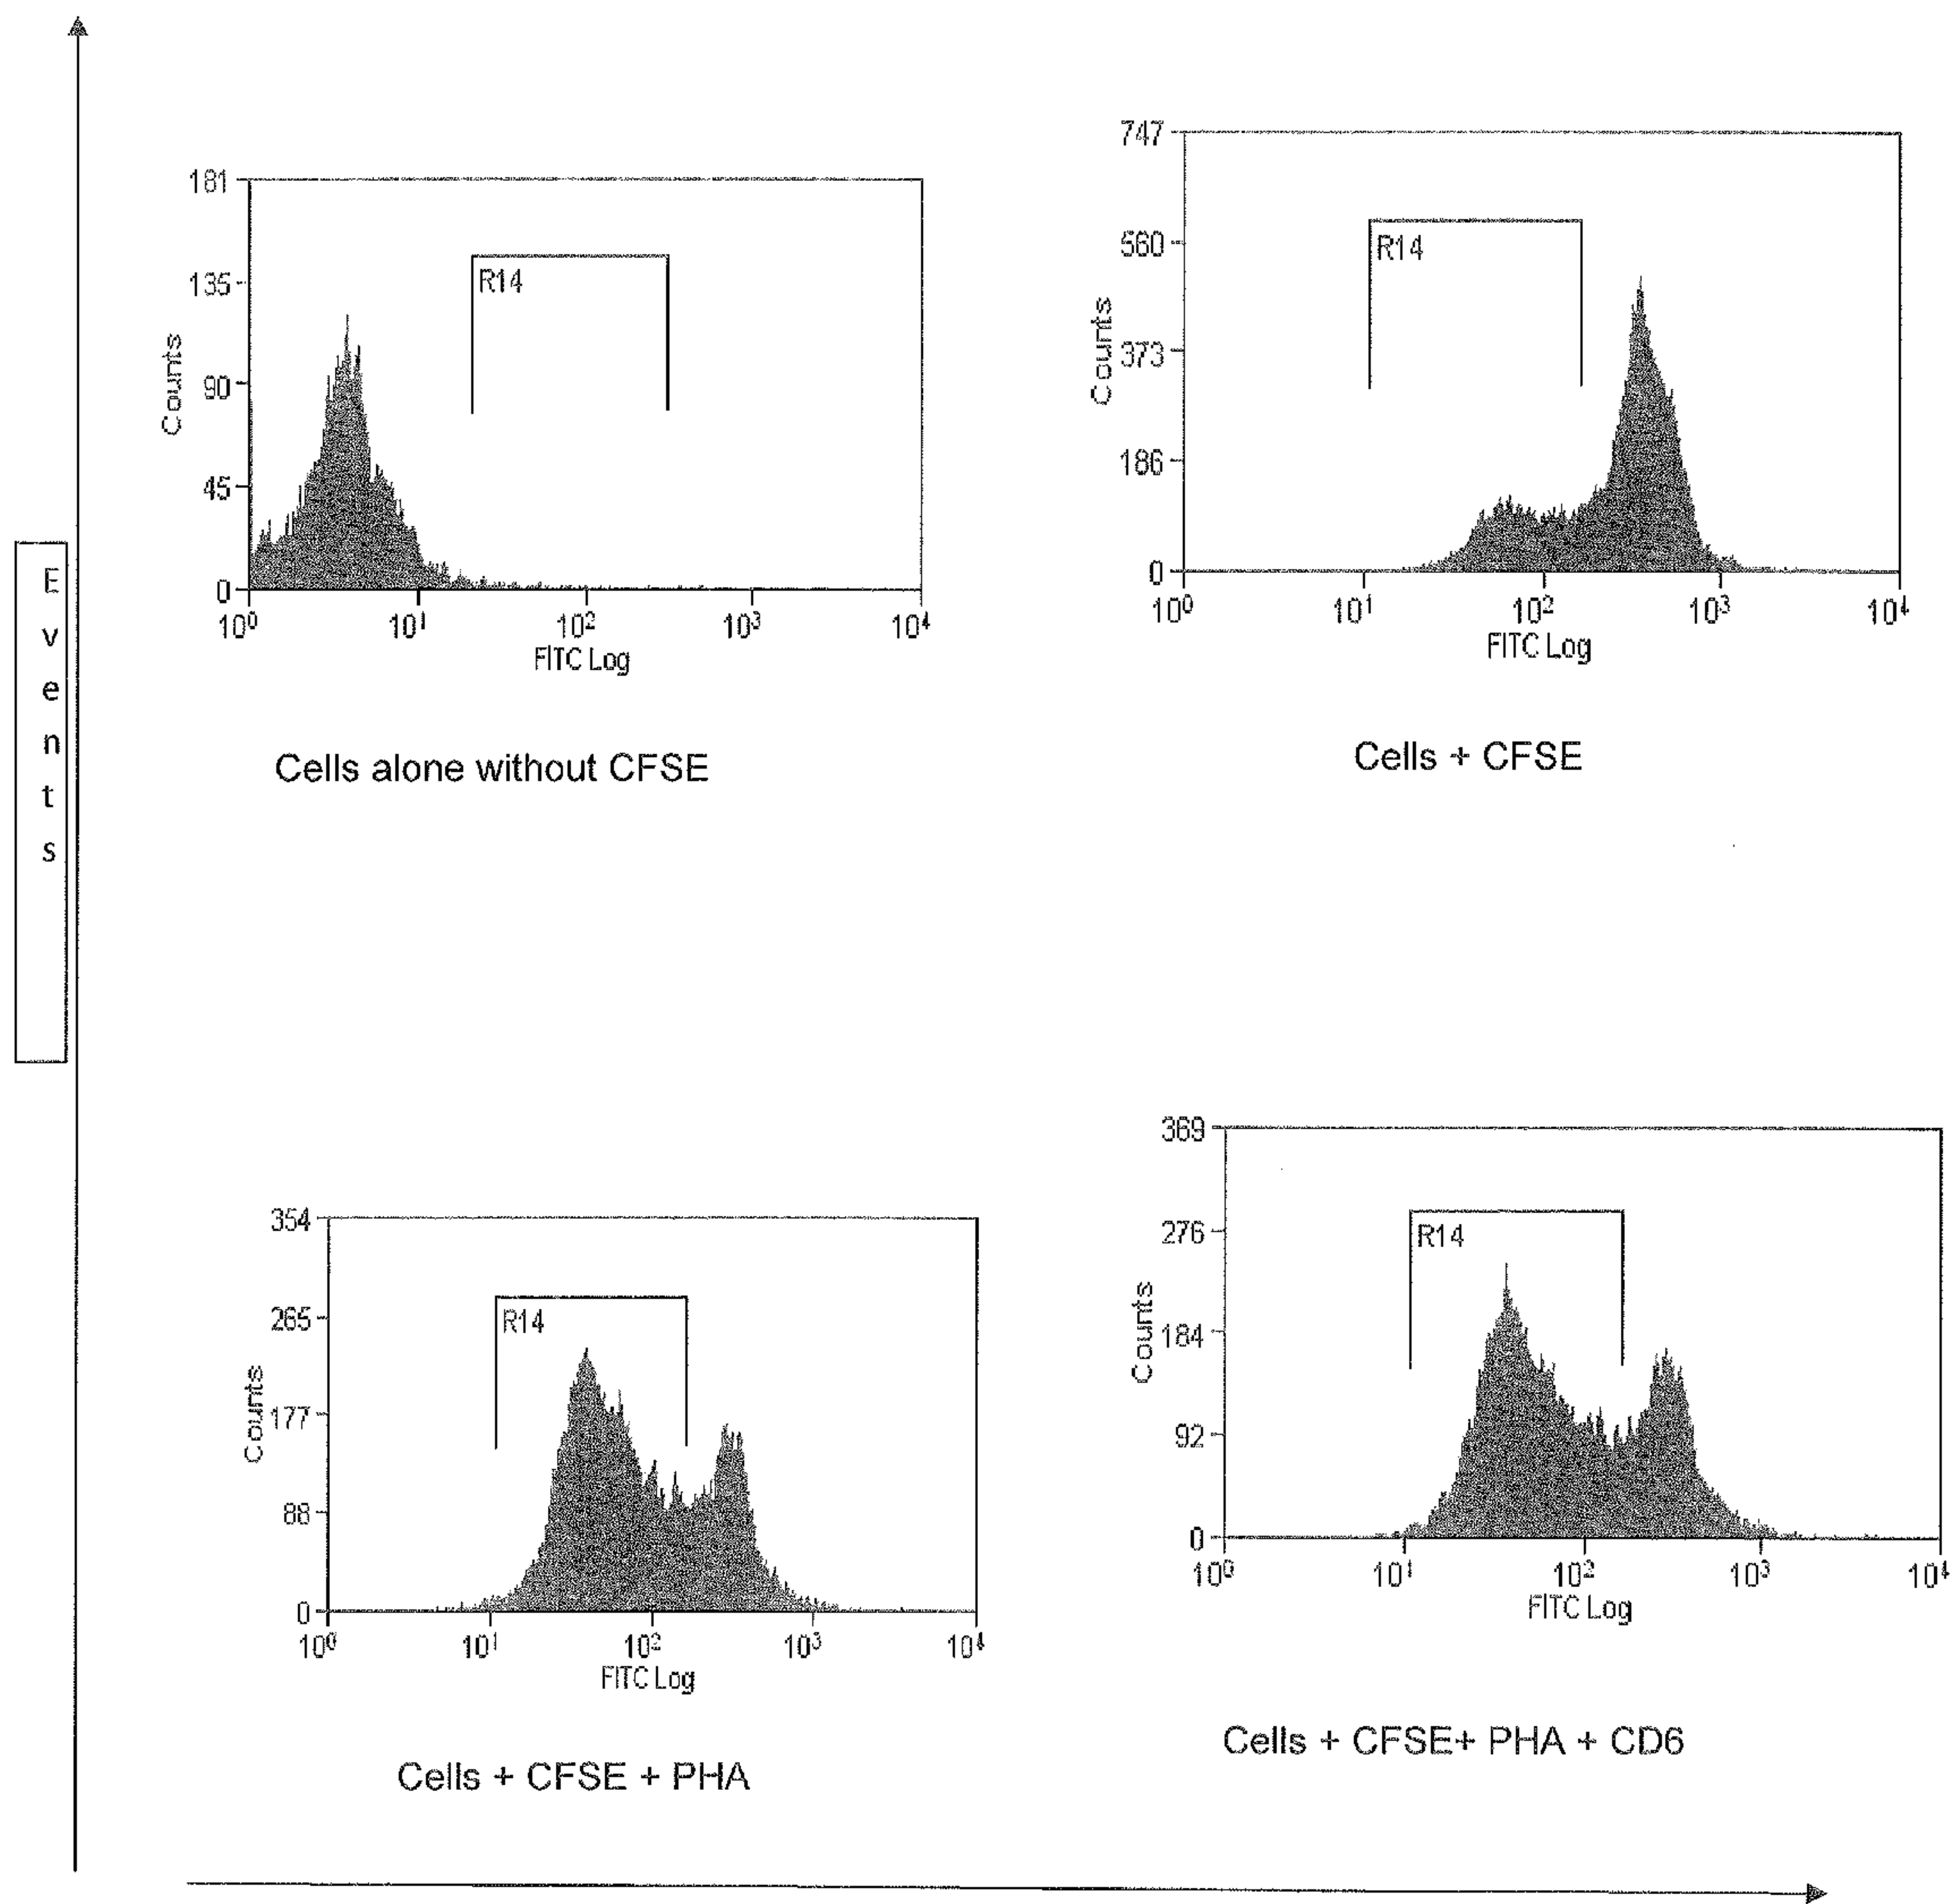 Events
181
135
90
45
0
Counts
R14
10⁰ 10¹ 10² 10³ 10⁴
FITC Log
Cells alone without CFSE
747
560
373
186
0
Counts
R14
10⁰ 10¹ 10² 10³ 10⁴
FITC Log
Cells + CFSE
354
265
177
88
0
Counts
R14
10⁰ 10¹ 10² 10³ 10⁴
FITC Log
Cells + CFSE + PHA
369
276
184
92
0
Counts
R14
10⁰ 10¹ 10² 10³ 10⁴
FITC Log
Cells + CFSE+ PHA + CD6